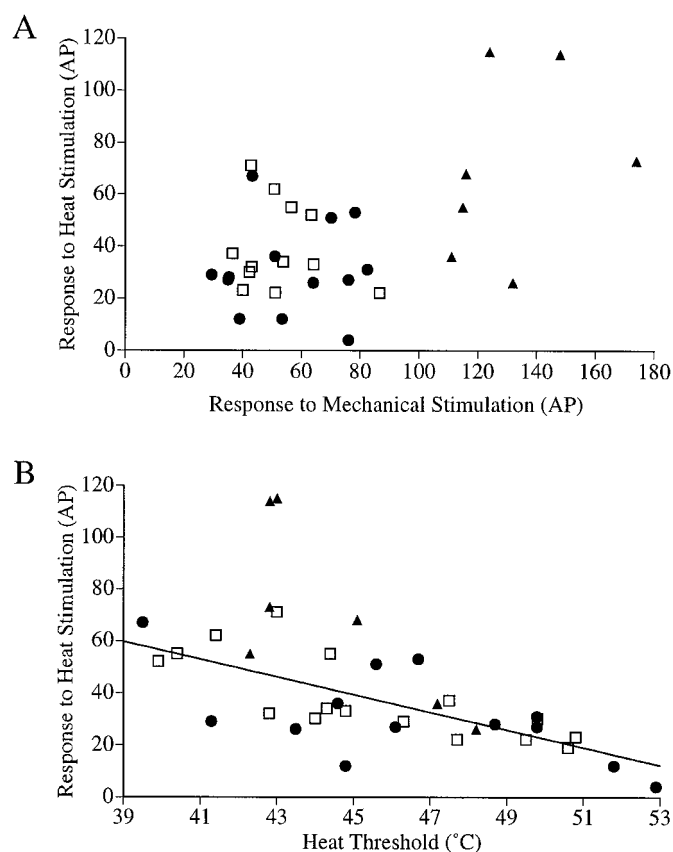 A
120
100
80
60
40
20
0
Response to Heat Stimulation (AP)
0 20 40 60 80 100 120 140 160 180
Response to Mechanical Stimulation (AP)
B
120
100
80
60
40
20
0
Response to Heat Stimulation (AP)
39 41 43 45 47 49 51 53
Heat Threshold (˚C)